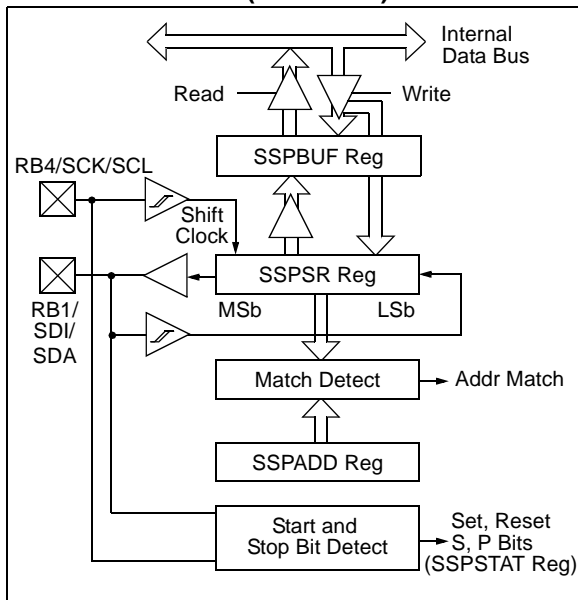 Internal
Data Bus
Read
Write
SSPBUF Reg
RB4/SCK/SCL
Shift
Clock
SSPSR Reg
MSb
LSb
RB1/
SDI/
SDA
Match Detect
Addr Match
SSPADD Reg
Start and
Stop Bit Detect
Set, Reset
S, P Bits
(SSPSTAT Reg)